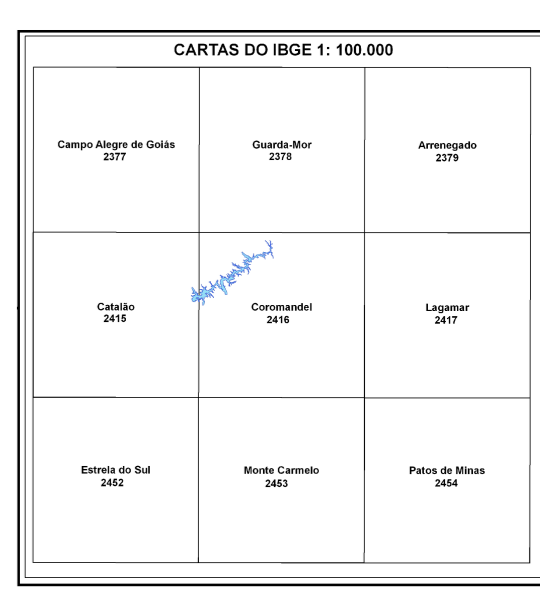 CARTAS DO IBGE 1: 100.000
Campo Alegre de Goiás
2377
Guarda-Mor
2378
Arrenegado
2379
Catalão
2415
Coromandel
2416
Lagamar
2417
Estrela do Sul
2452
Monte Carmelo
2453
Patos de Minas
2454